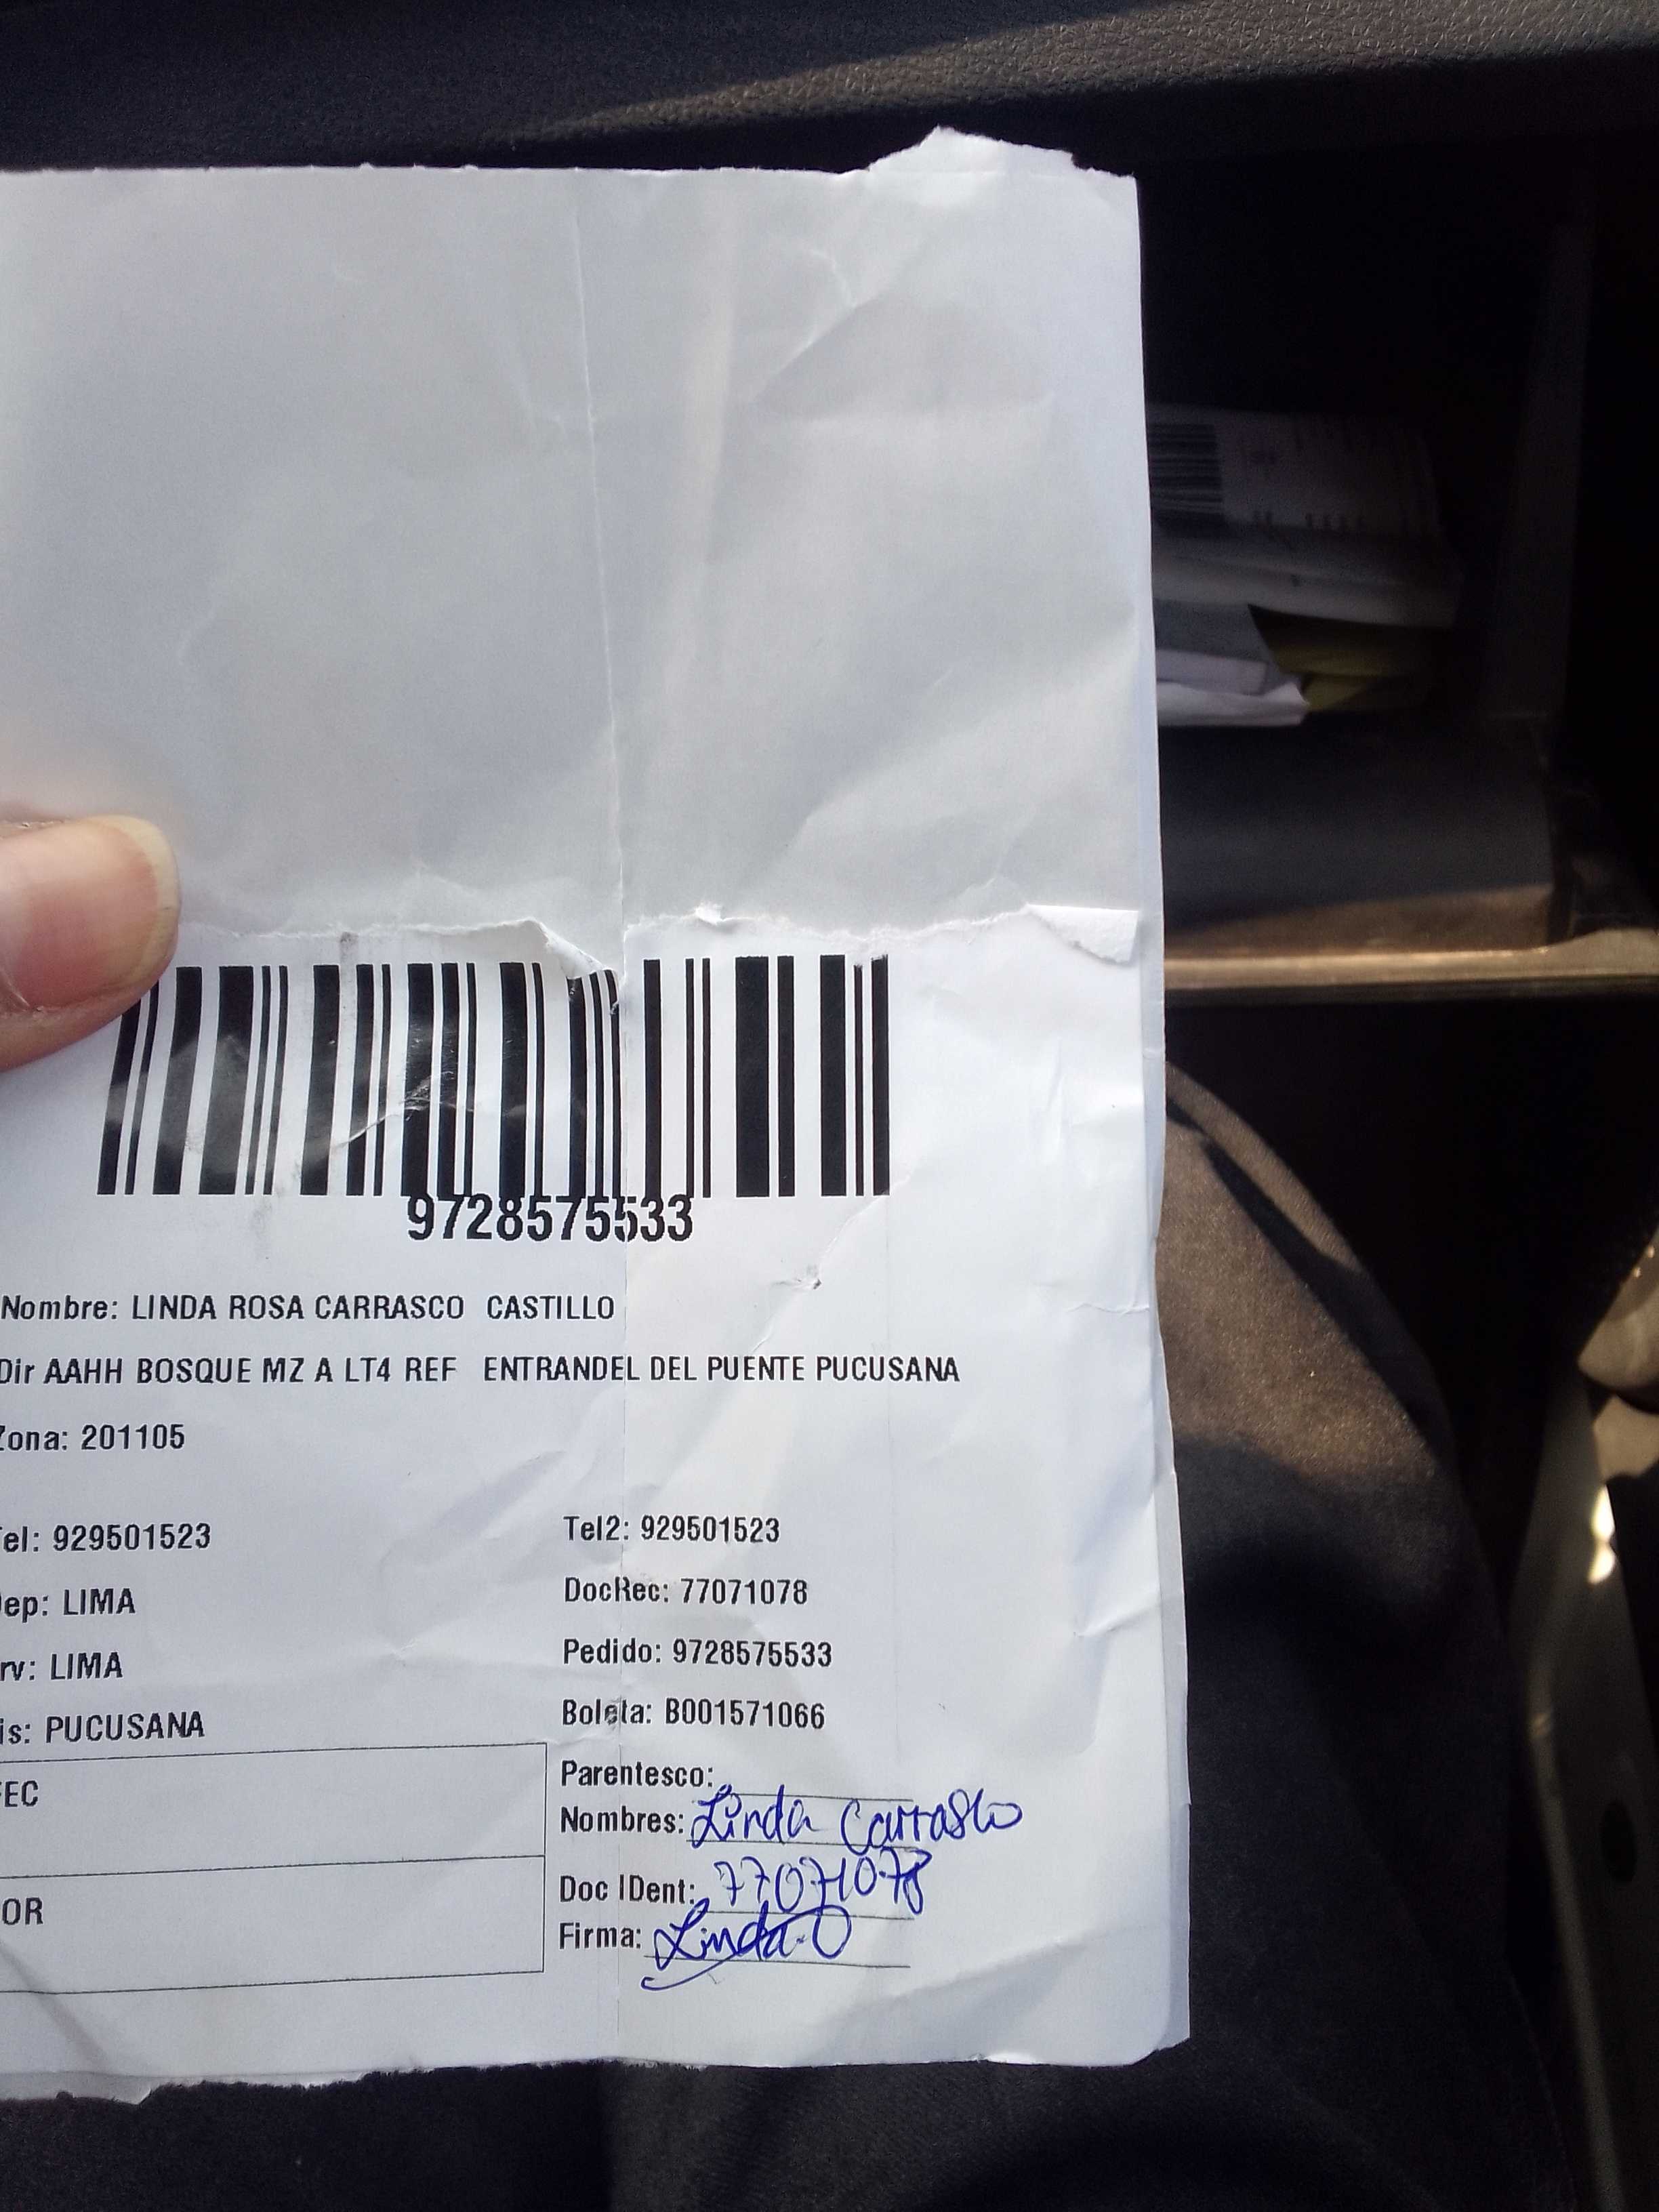 9728575533
Nombre: LINDA ROSA CARRASCO CASTILLO
Dir AAHH BOSQUE MZ A LT4 REF ENTRANDEL DEL PUENTE PUCUSANA
Zona: 201105
Tel: 929501523 Tel2: 929501523
Dep: LIMA DocRec: 77071078
rv: LIMA Pedido: 9728575533
is: PUCUSANA Boleta: B001571066
FEC Parentesco:
Nombres: Linda Carrasco
Doc IDent: 77071078
OR Firma: Linda